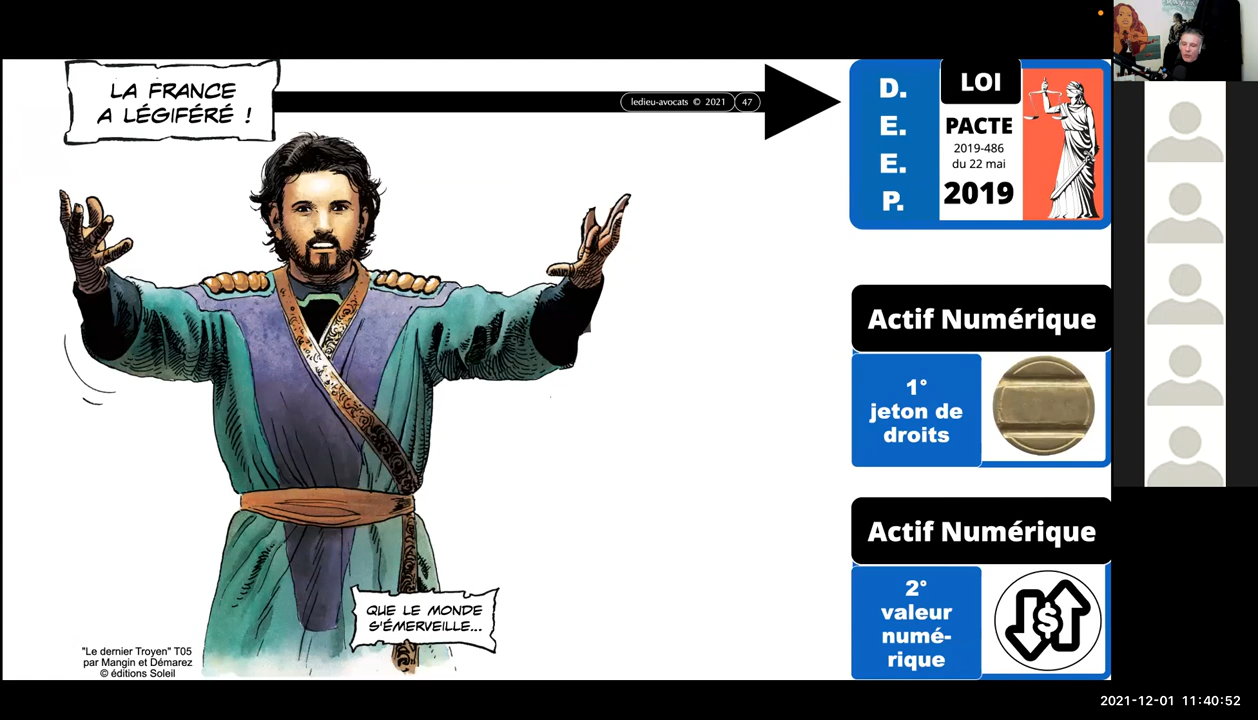 LA FRANCE
A LÉGIFÉRÉ !
ledieu-avocats © 2021 47
D.
E.
E.
P.
LOI
PACTE
2019-486
du 22 mai
2019
Actif Numérique
1°
jeton de
droits
Actif Numérique
2°
valeur
numé-
rique
$
QUE LE MONDE
S'ÉMERVEILLE...
"Le dernier Troyen" T05
par Mangin et Démarez
© éditions Soleil
2021-12-01 11:40:52